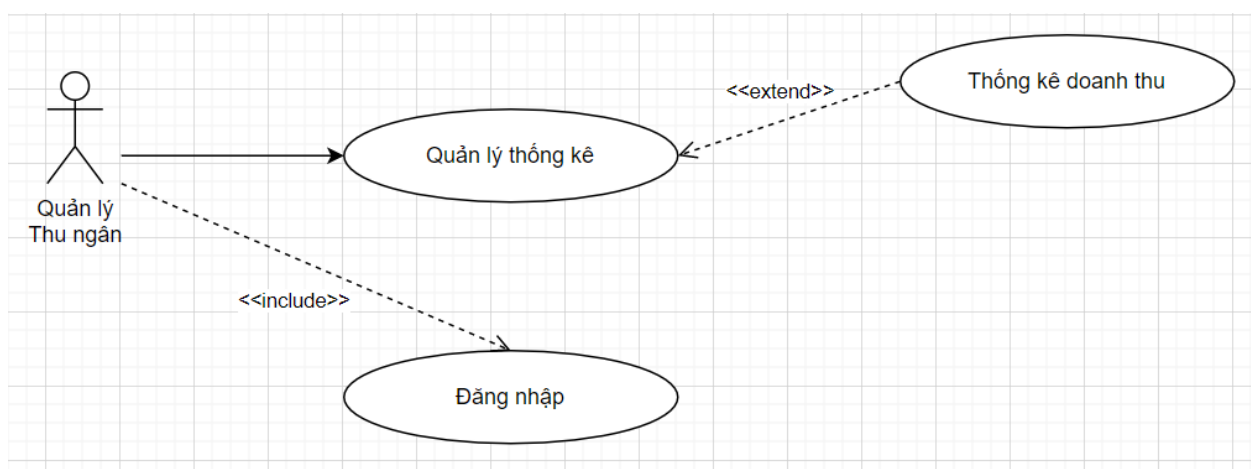 Thống kê doanh thu
<<extend>>
Quản lý thống kê
Quản lý
Thu ngân
<<include>>
Đăng nhập